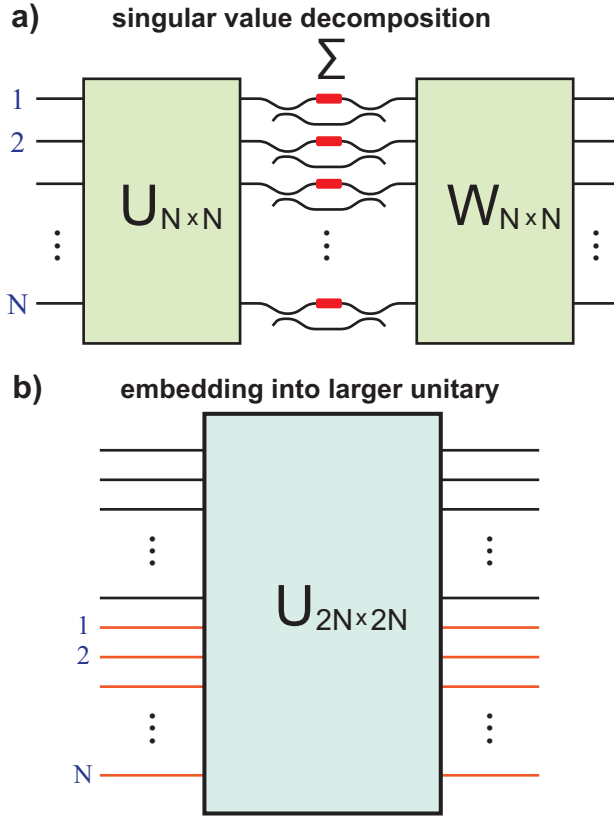 a) singular value decomposition
Σ
1
2
⋮
N
U N×N
⋮
W N×N
⋮
b) embedding into larger unitary
⋮
⋮
U 2N×2N
1
2
⋮
⋮
N